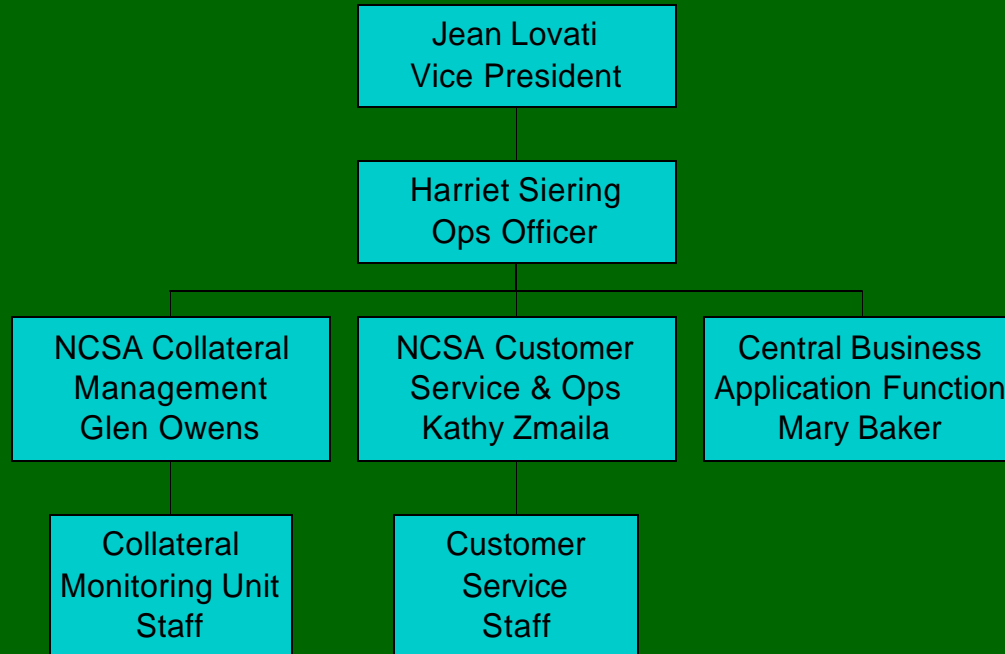 Jean Lovati
Vice President
Harriet Siering
Ops Officer
NCSA Collateral
Management
Glen Owens
NCSA Customer
Service & Ops
Kathy Zmaila
Central Business
Application Function
Mary Baker
Collateral
Monitoring Unit
Staff
Customer
Service
Staff